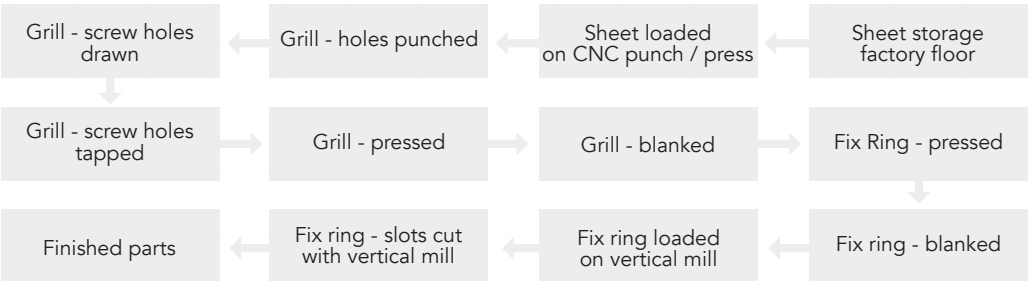 Grill - screw holes
drawn
Grill - holes punched
Sheet loaded
on CNC punch / press
Sheet storage
factory floor
Grill - screw holes
tapped
Grill - pressed
Grill - blanked
Fix Ring - pressed
Finished parts
Fix ring - slots cut
with vertical mill
Fix ring loaded
on vertical mill
Fix ring - blanked